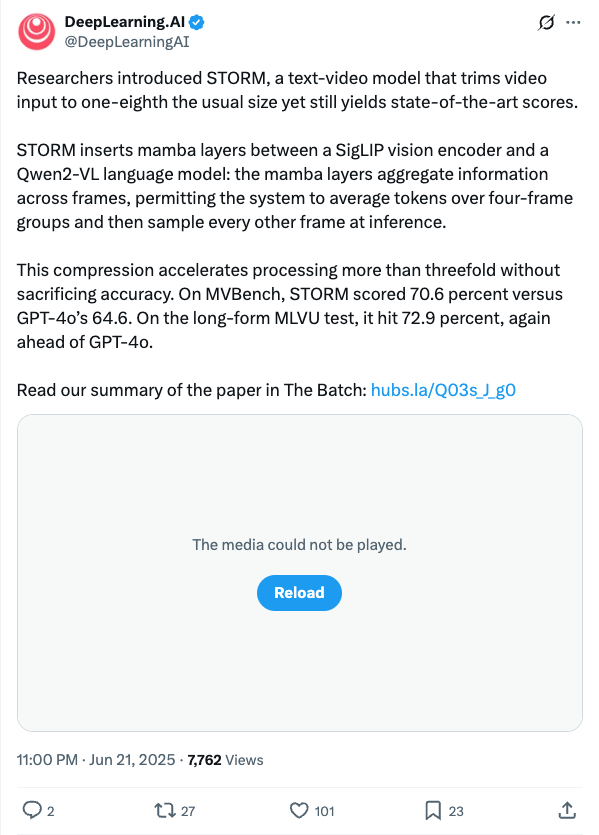 DeepLearning.AI
@DeepLearningAI
Researchers introduced STORM, a text-video model that trims video
input to one-eighth the usual size yet still yields state-of-the-art scores.
STORM inserts mamba layers between a SigLIP vision encoder and a
Qwen2-VL language model: the mamba layers aggregate information
across frames, permitting the system to average tokens over four-frame
groups and then sample every other frame at inference.
This compression accelerates processing more than threefold without
sacrificing accuracy. On MVBench, STORM scored 70.6 percent versus
GPT-4o’s 64.6. On the long-form MLVU test, it hit 72.9 percent, again
ahead of GPT-4o.
Read our summary of the paper in The Batch: hubs.la/Q03s_J_g0
The media could not be played.
Reload
11:00 PM · Jun 21, 2025 · 7,762 Views
2 27 101 23